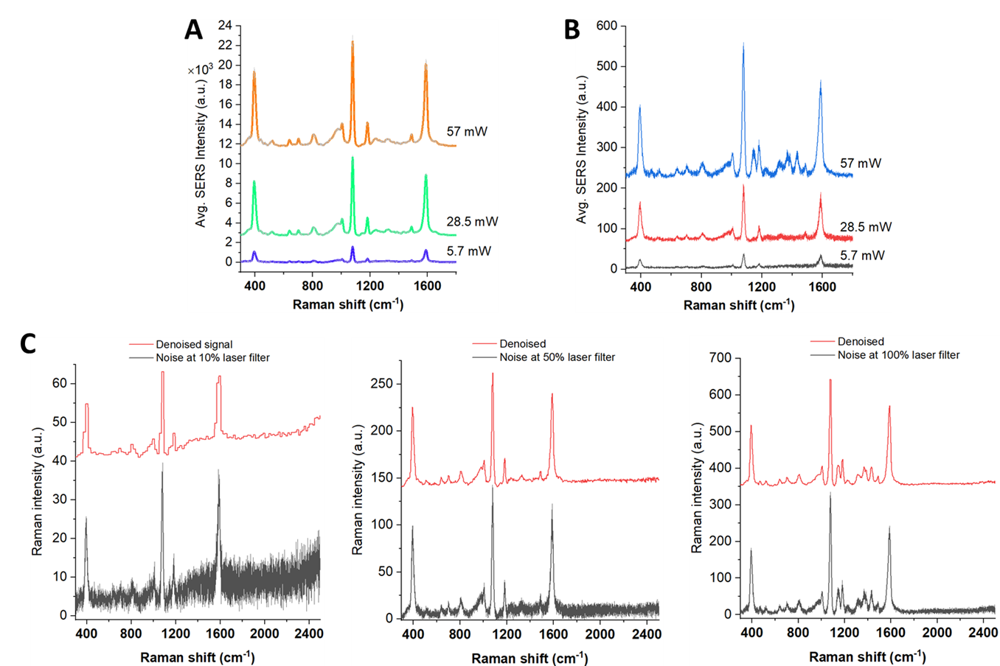 A
24
22
20
×10³
18
16
14
12
10
8
6
4
2
0
Avg. SERS Intensity (a.u.)
57 mW
28.5 mW
5.7 mW
400 800 1200 1600
Raman shift (cm⁻¹)
B
600
500
400
300
200
100
0
Avg. SERS Intensity (a.u.)
57 mW
28.5 mW
5.7 mW
400 800 1200 1600
Raman shift (cm⁻¹)
C
Denoised signal
Noise at 10% laser filter
60
50
40
30
20
10
0
Raman intensity (a.u.)
400 800 1200 1600 2000 2400
Raman shift (cm⁻¹)
Denoised
Noise at 50% laser filter
250
200
150
100
50
0
Raman intensity (a.u.)
400 800 1200 1600 2000 2400
Raman shift (cm⁻¹)
Denoised
Noise at 100% laser filter
700
600
500
400
300
200
100
0
Raman intensity (a.u.)
400 800 1200 1600 2000 2400
Raman shift (cm⁻¹)